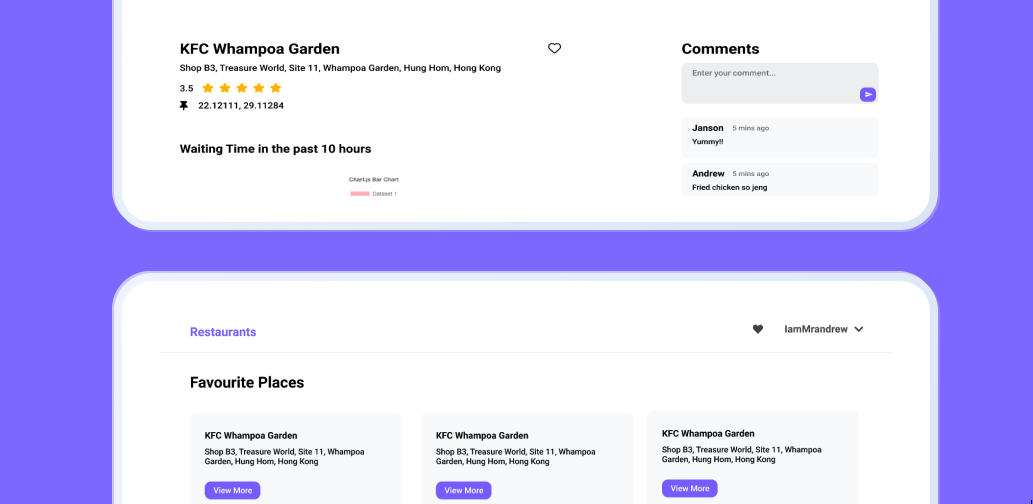 KFC Whampoa Garden
Shop B3, Treasure World, Site 11, Whampoa Garden, Hung Hom, Hong Kong
3.5
22.12111, 29.11284
Waiting Time in the past 10 hours
Chart.js Bar Chart
Dataset 1
Comments
Enter your comment...
Janson 5 mins ago
Yummy!!
Andrew 5 mins ago
Fried chicken so jeng
Restaurants
IamMrandrew
Favourite Places
KFC Whampoa Garden
Shop B3, Treasure World, Site 11, Whampoa
Garden, Hung Hom, Hong Kong
View More
KFC Whampoa Garden
Shop B3, Treasure World, Site 11, Whampoa
Garden, Hung Hom, Hong Kong
View More
KFC Whampoa Garden
Shop B3, Treasure World, Site 11, Whampoa
Garden, Hung Hom, Hong Kong
View More